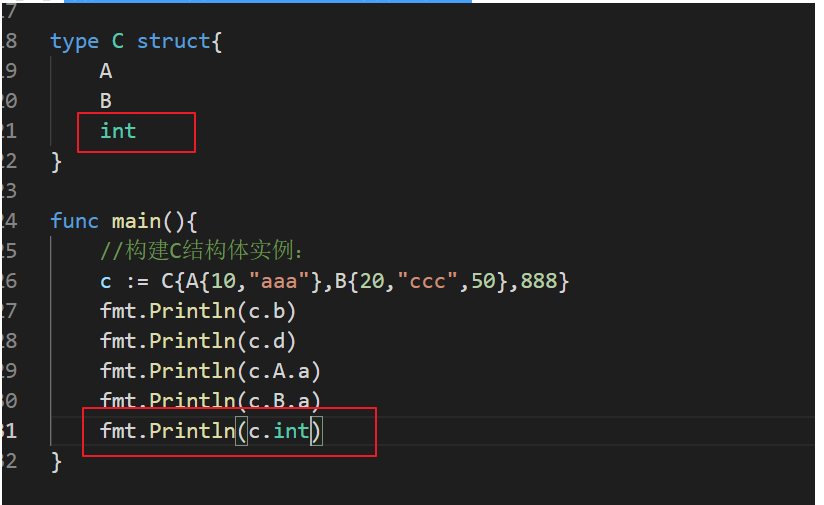 17
18 type C struct{
19     A
20     B
21     int
22 }
23
24 func main(){
25     //构建C结构体实例：
26     c := C{A{10,"aaa"},B{20,"ccc",50},888}
27     fmt.Println(c.b)
28     fmt.Println(c.d)
29     fmt.Println(c.A.a)
30     fmt.Println(c.B.a)
31     fmt.Println(c.int)
32 }